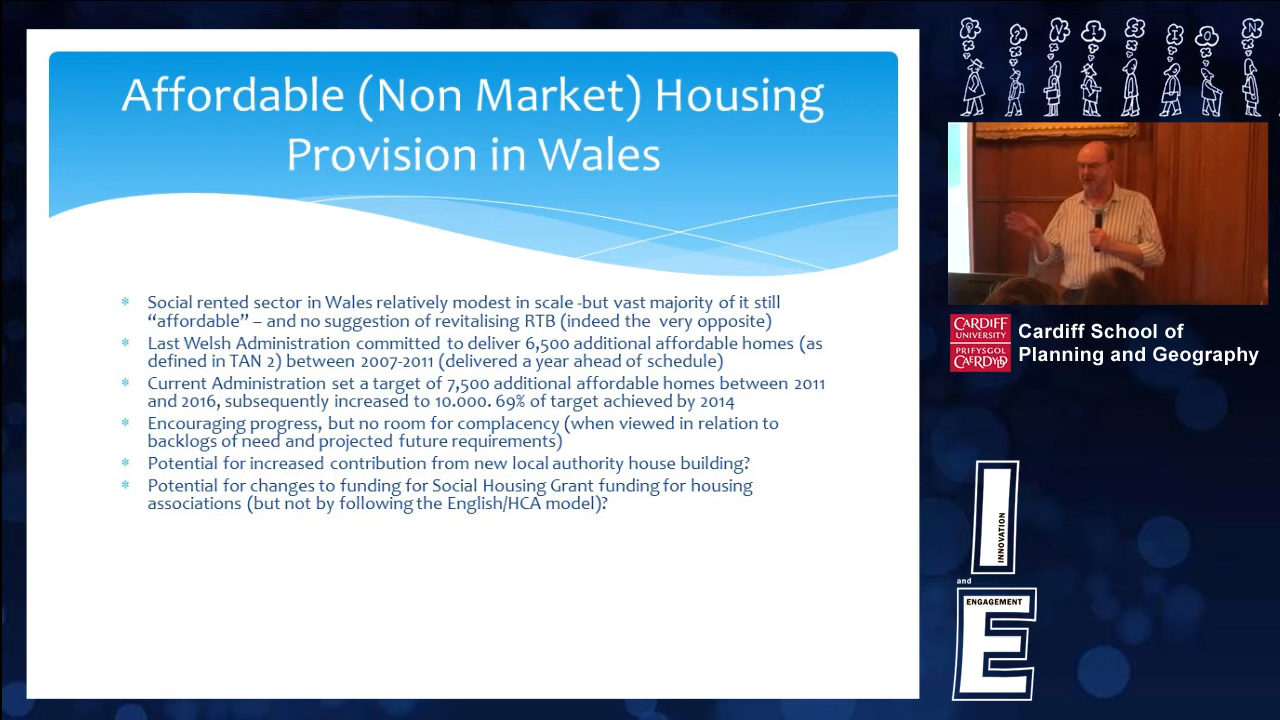 Affordable (Non Market) Housing
Provision in Wales
Social rented sector in Wales relatively modest in scale -but vast majority of it still
“affordable” – and no suggestion of revitalising RTB (indeed the very opposite)
Last Welsh Administration committed to deliver 6,500 additional affordable homes (as
defined in TAN 2) between 2007-2011 (delivered a year ahead of schedule)
Current Administration set a target of 7,500 additional affordable homes between 2011
and 2016, subsequently increased to 10.000. 69% of target achieved by 2014
Encouraging progress, but no room for complacency (when viewed in relation to
backlogs of need and projected future requirements)
Potential for increased contribution from new local authority house building?
Potential for changes to funding for Social Housing Grant funding for housing
associations (but not by following the English/HCA model)?
Q?VISION
CARDIFF
UNIVERSITY
PRIFYSGOL
CAERDYDD
Cardiff School of
Planning and Geography
I
INNOVATION
and
ENGAGEMENT
E